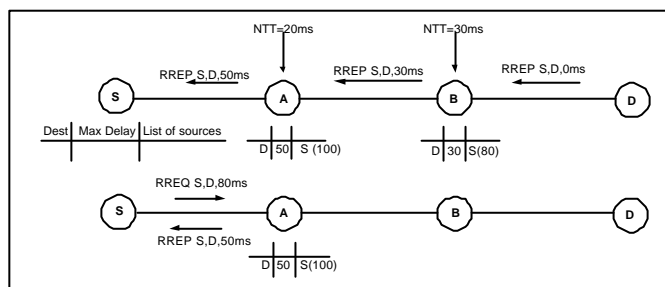 NTT=20ms NTT=30ms
RREP S,D,50ms RREP S,D,30ms RREP S,D,0ms
S A B D
Dest Max Delay List of sources
D 50 S (100) D 30 S(80)
RREQ S,D,80ms
S A B D
RREP S,D,50ms
D 50 S(100)